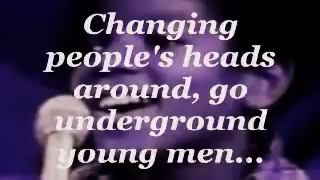 Changing
people's heads
around, go
underground
young men...